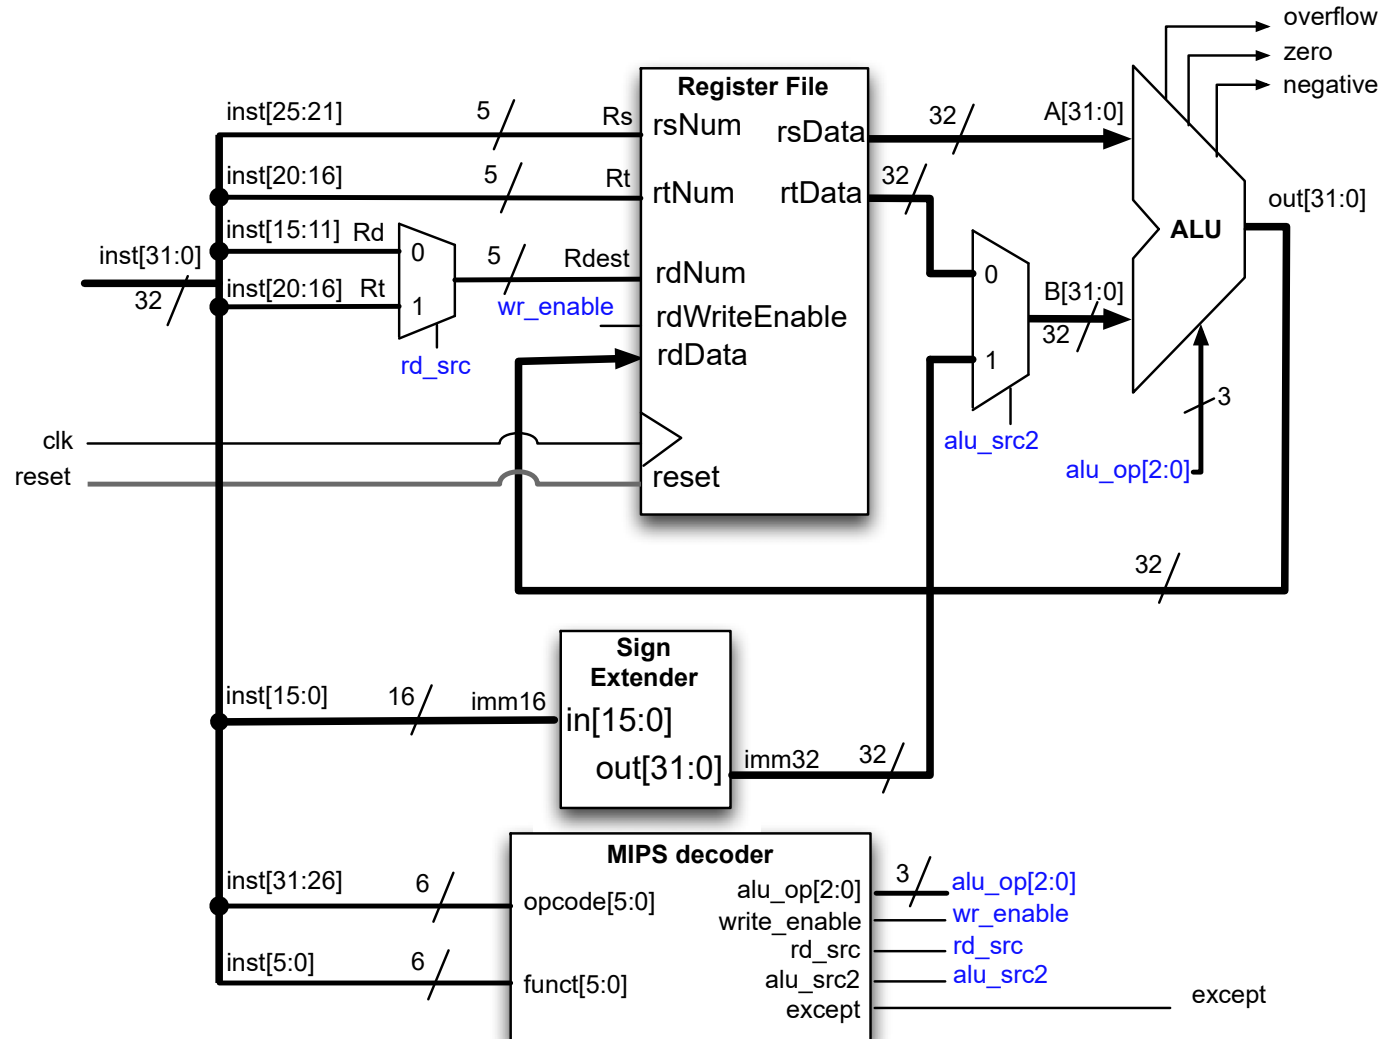 overflow
zero
negative
Register File
inst[25:21] 5 Rs rsNum rsData 32 A[31:0]
inst[20:16] 5 Rt rtNum rtData 32
out[31:0]
ALU
inst[15:11] Rd 0
inst[31:0] 32
inst[20:16] Rt 1
5 Rdest rdNum 0
wr_enable rdWriteEnable B[31:0]
32
rdData 1
rd_src
3
clk alu_src2
reset reset alu_op[2:0]
32
Sign
Extender
inst[15:0] 16 imm16 in[15:0]
out[31:0] imm32 32
MIPS decoder
inst[31:26] 6 opcode[5:0] alu_op[2:0] 3 alu_op[2:0]
write_enable wr_enable
rd_src rd_src
inst[5:0] 6 funct[5:0] alu_src2 alu_src2
except except